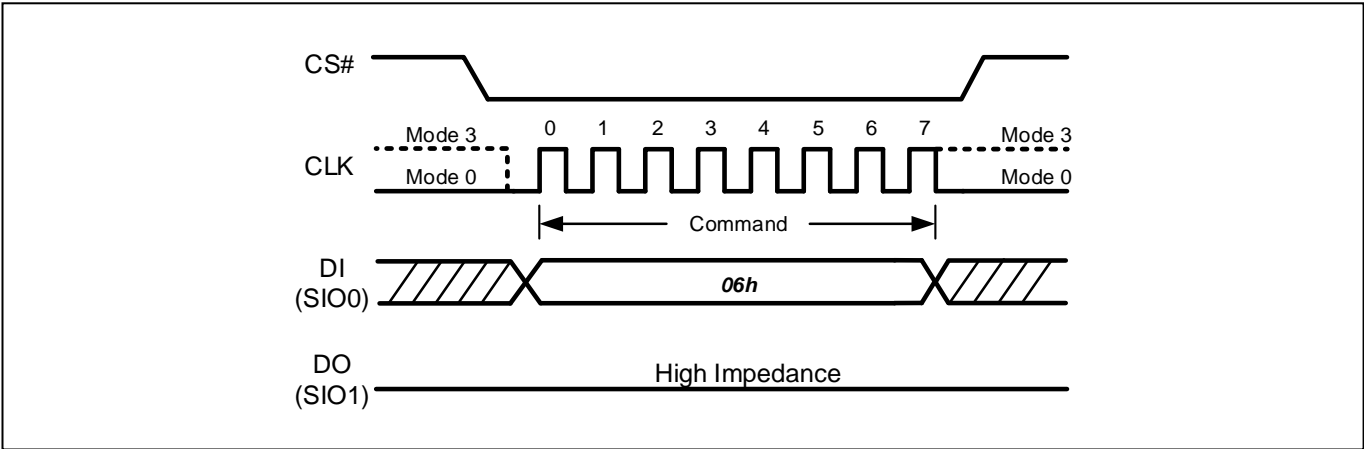 CS#
Mode 3 0 1 2 3 4 5 6 7 Mode 3
CLK
Mode 0 Mode 0
Command
DI
(SIO0)
06h
DO
(SIO1)
High Impedance